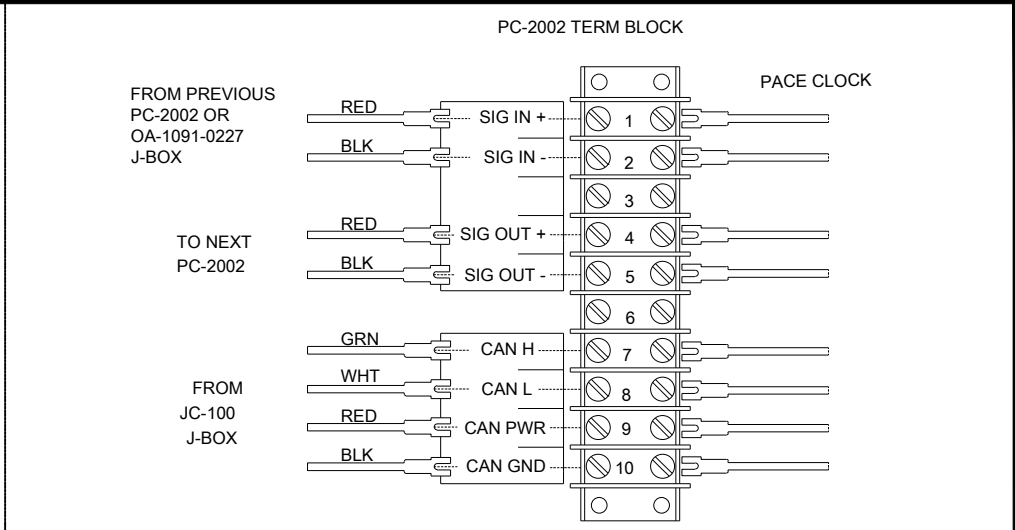 PC-2002 TERM BLOCK
PACE CLOCK
FROM PREVIOUS
PC-2002 OR
OA-1091-0227
J-BOX
RED SIG IN + 1
BLK SIG IN - 2
3
TO NEXT
PC-2002
RED SIG OUT + 4
BLK SIG OUT - 5
6
FROM
JC-100
J-BOX
GRN CAN H 7
WHT CAN L 8
RED CAN PWR 9
BLK CAN GND 10